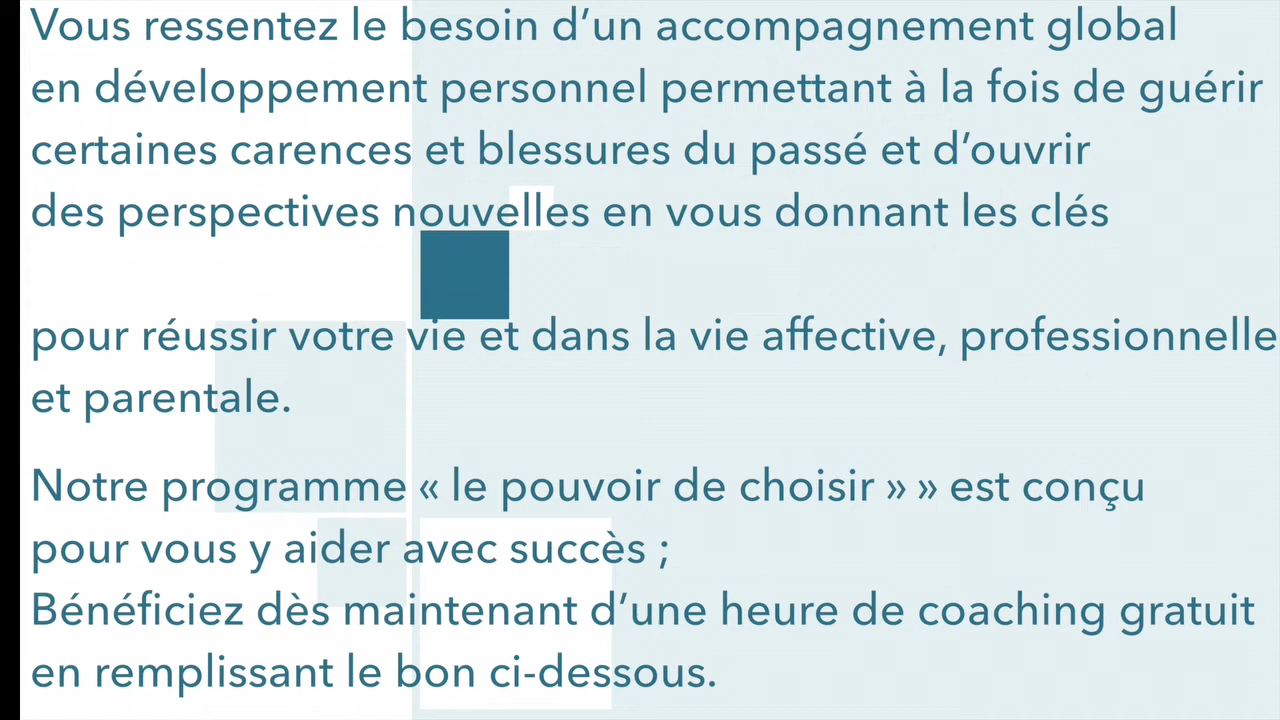 Vous ressentez le besoin d’un accompagnement global
en développement personnel permettant à la fois de guérir
certaines carences et blessures du passé et d’ouvrir
des perspectives nouvelles en vous donnant les clés
pour réussir votre vie et dans la vie affective, professionnelle
et parentale.
Notre programme « le pouvoir de choisir » » est conçu
pour vous y aider avec succès ;
Bénéficiez dès maintenant d’une heure de coaching gratuit
en remplissant le bon ci-dessous.